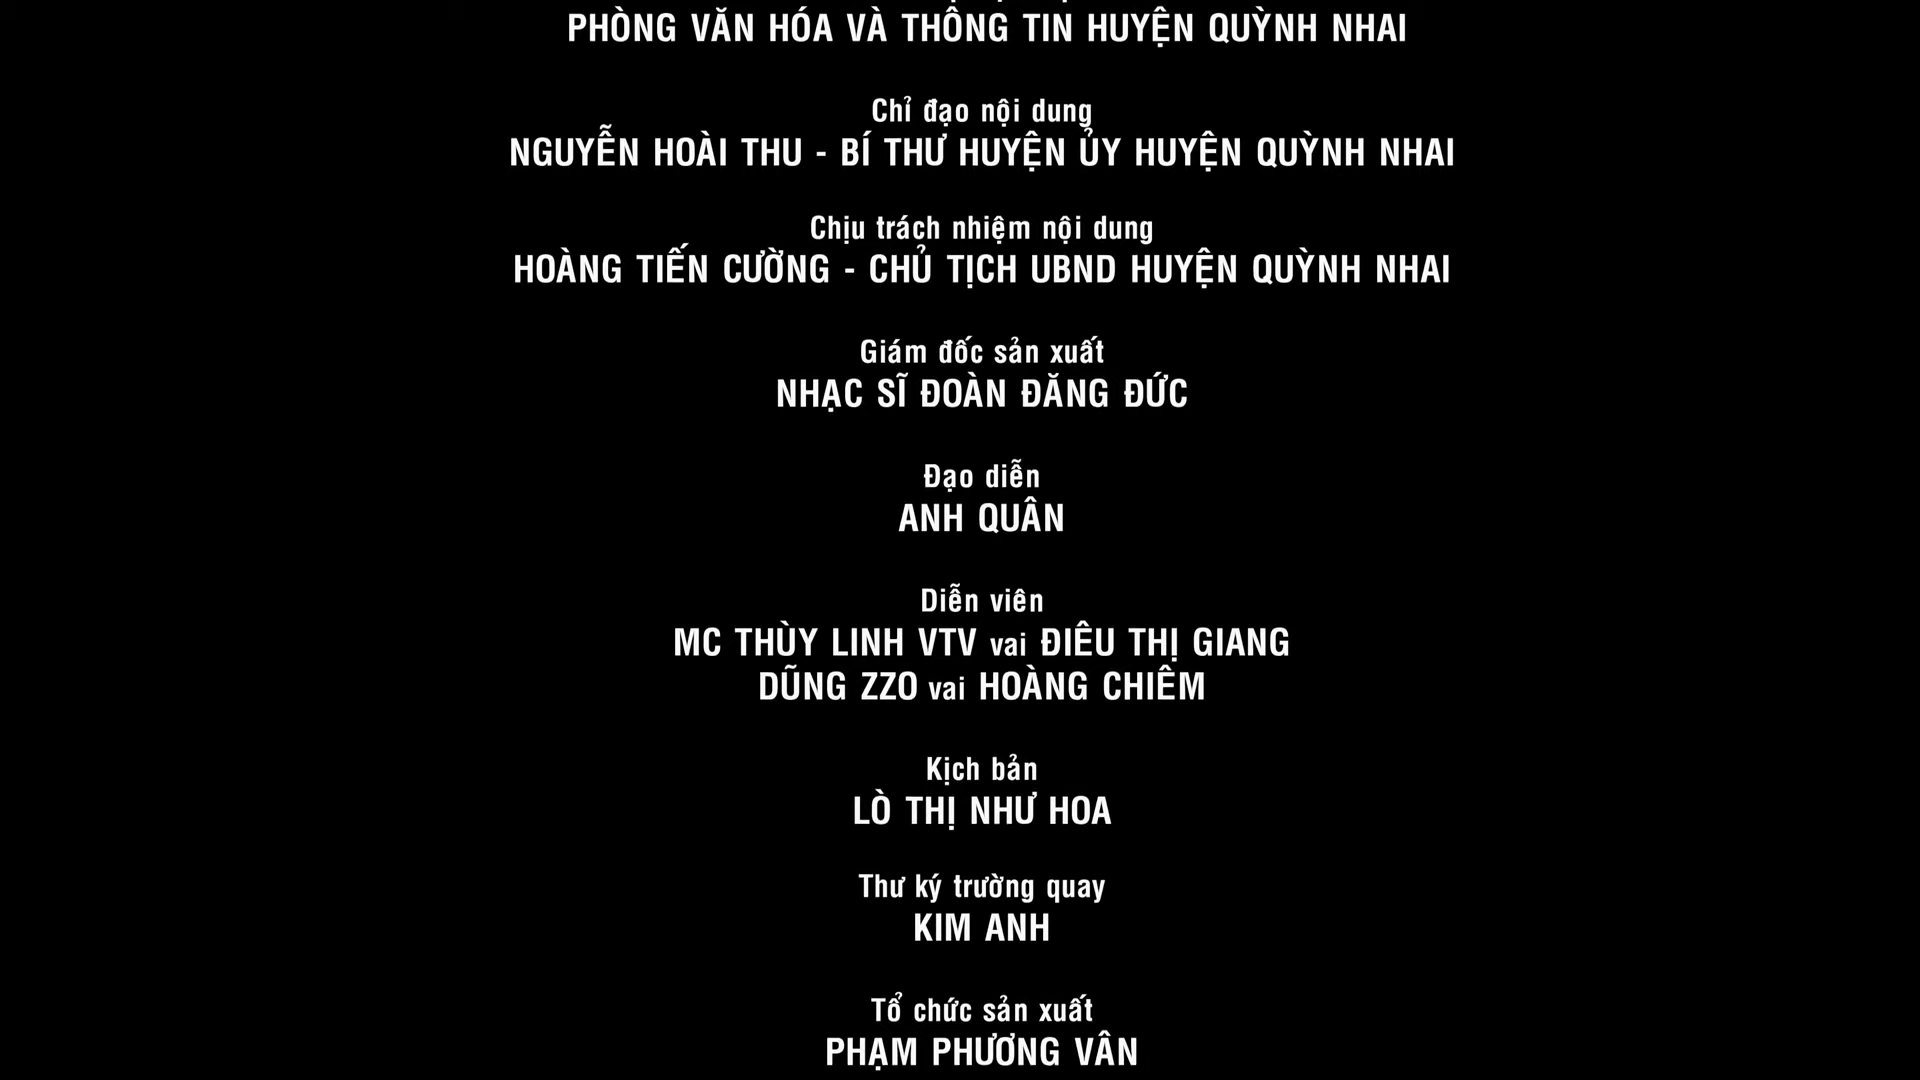 PHÒNG VĂN HÓA VÀ THÔNG TIN HUYỆN QUỲNH NHAI
Chỉ đạo nội dung
NGUYỄN HOÀI THU - BÍ THƯ HUYỆN ỦY HUYỆN QUỲNH NHAI
Chịu trách nhiệm nội dung
HOÀNG TIẾN CƯỜNG - CHỦ TỊCH UBND HUYỆN QUỲNH NHAI
Giám đốc sản xuất
NHẠC SĨ ĐOÀN ĐĂNG ĐỨC
Đạo diễn
ANH QUÂN
Diễn viên
MC THÙY LINH VTV vai ĐIÊU THỊ GIANG
DŨNG ZZO vai HOÀNG CHIÊM
Kịch bản
LÒ THỊ NHƯ HOA
Thư ký trường quay
KIM ANH
Tổ chức sản xuất
PHẠM PHƯƠNG VÂN